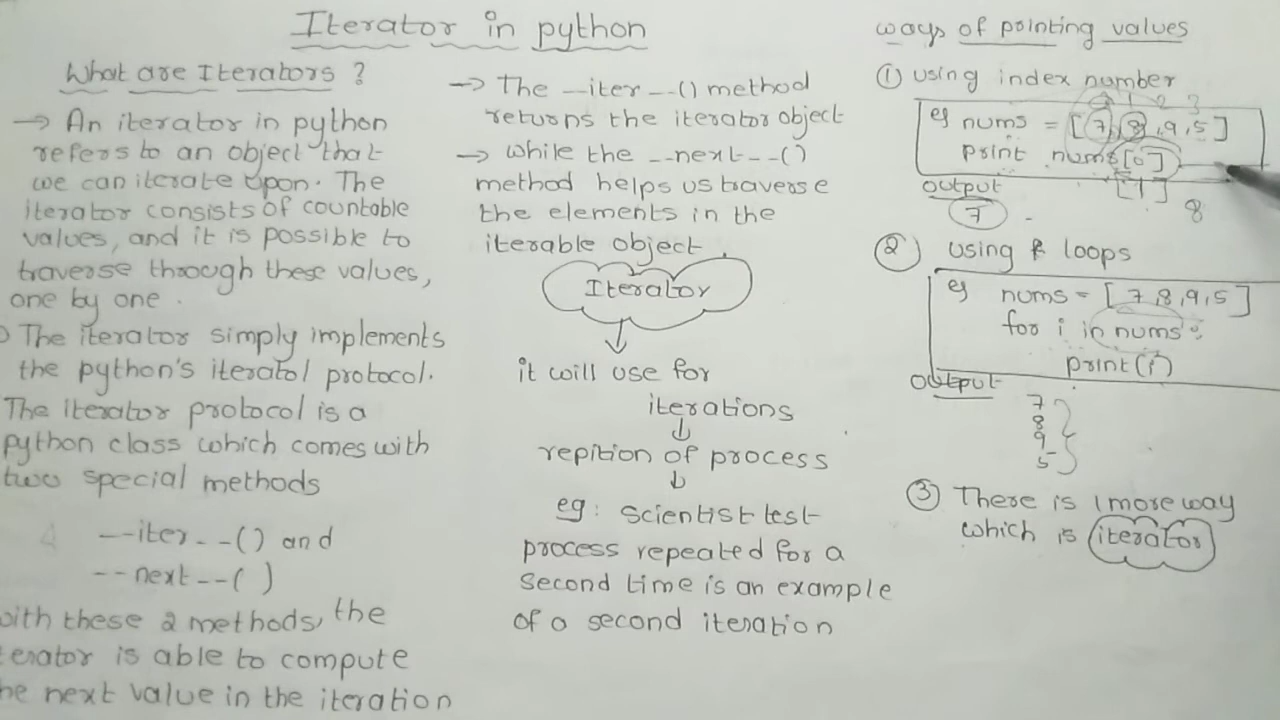 Iterator in python
What are Iterators ?
→ An iterator in python
refers to an object that
we can iterate upon. The
iterator consists of countable
values, and it is possible to
traverse through these values,
one by one.
The iterator simply implements
the python's iterator protocol.
The iterator protocol is a
python class which comes with
two special methods
--iter--() and
--next--( )
with these 2 methods, the
iterator is able to compute
the next value in the iteration
→ The --iter--() method
returns the iterator object
→ while the --next--()
method helps us traverse
the elements in the
iterable object.
Iterator
↓
it will use for
iterations
↓
repition of process
↓
eg: Scientist test
process repeated for a
second time is an example
of a second iteration
ways of printing values
① using index number
1 2 3
eg nums = [7,8,9,5]
print nums[0]
output [1]
7 8
② using loops
eg nums = [7,8,9,5]
for i in nums:
print(i)
output
7
8
9
5
③ There is 1 more way
which is iterator